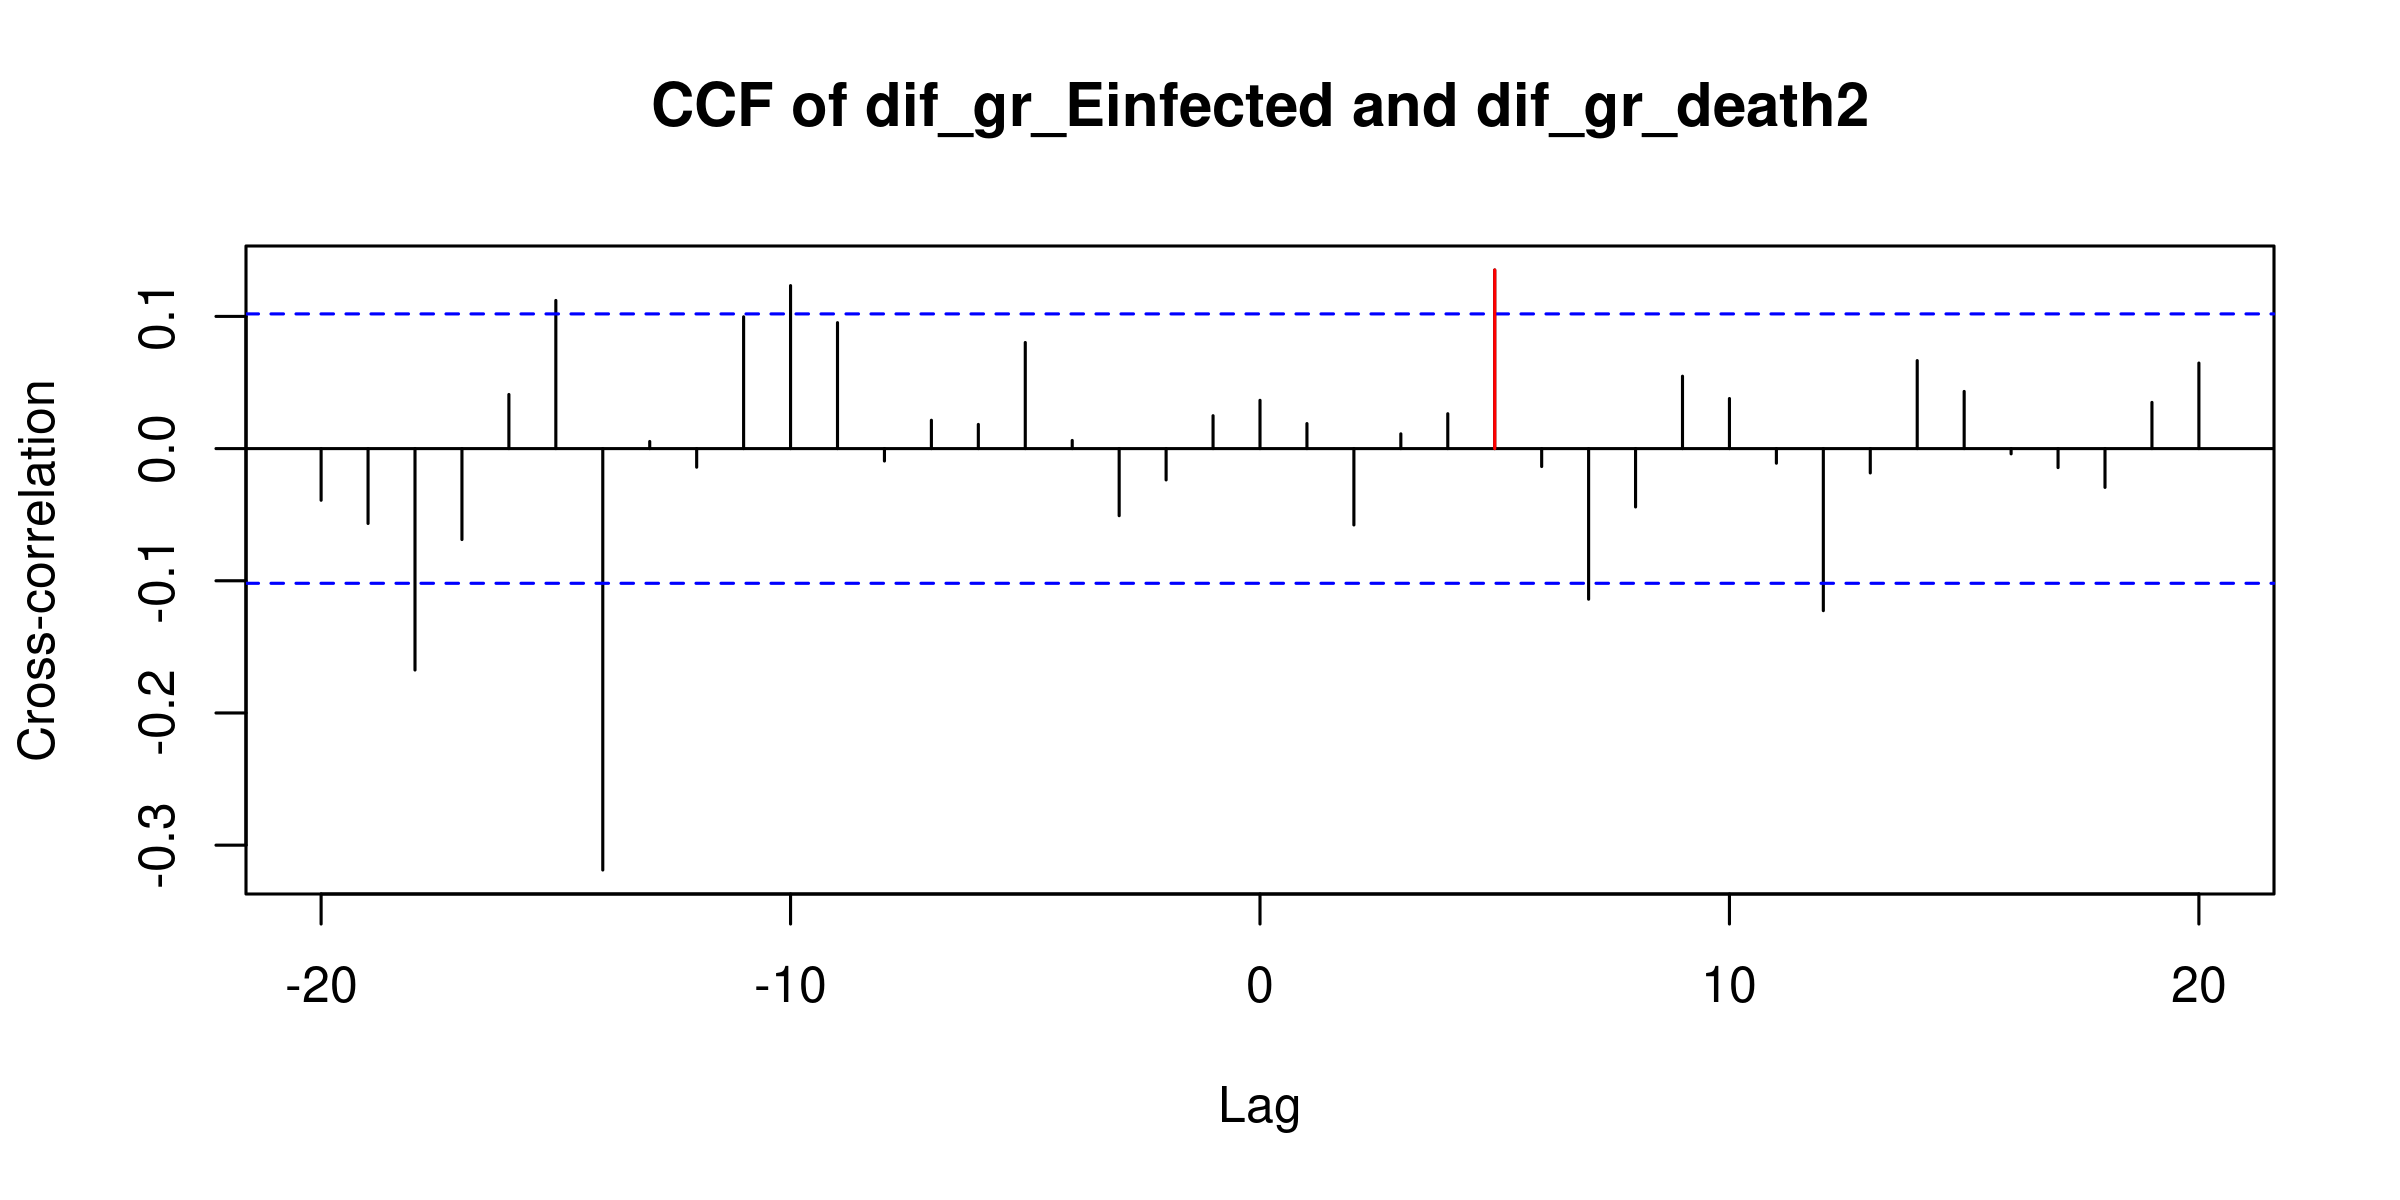 CCF of dif_gr_Einfected and dif_gr_death2
Cross-correlation
0.1
0.0
-0.1
-0.2
-0.3
-20 -10 0 10 20
Lag